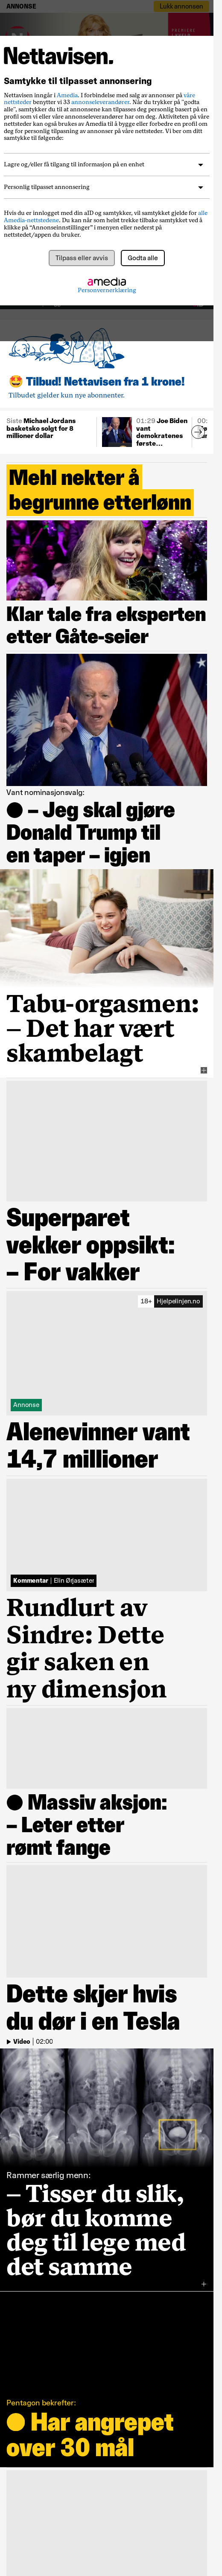 ANNONSE
Lukk annonsen
Nettavisen.
Samtykke til tilpasset annonsering
Nettavisen inngår i Amedia. I forbindelse med salg av annonser på våre
nettsteder benytter vi 33 annonseleverandører. Når du trykker på "godta
alle", samtykker du til at annonsene kan tilpasses deg personlig basert på en
profil som vi eller våre annonseleverandører har om deg. Aktiviteten på våre
sider vil da også kunne brukes av Amedia til å bygge en profil om deg og for
deg og for personlig tilpasning av annonser på våre nettsteder. Vi ber om ditt
samtykke til følgende:
Lagre og/eller få tilgang til informasjon på en enhet
Personlig tilpasset annonsering
Hvis du er innlogget med din aID og samtykker, vil samtykket gjelde for alle
Amedia-nettstedene. Du kan når som helst trekke tilbake samtykket ved å
klikke på “Annonseinnstillinger” i menyen eller nederst på
nettstedet/appen du bruker.
Tilpass eller avvis
Godta alle
amedia
Personvernerklæring
Tilbud! Nettavisen fra 1 krone!
Tilbudet gjelder kun nye abonnenter.
Siste Michael Jordans
basketsko solgt for 8
millioner dollar
01:29 Joe Biden
vant
demokratenes
første...
Mehl nekter å
begrunne etterlønn
Klar tale fra eksperten
etter Gåte-seier
Vant nominasjonsvalg:
– Jeg skal gjøre
Donald Trump til
en taper – igjen
Tabu-orgasmen:
– Det har vært
skambelagt
Superparet
vekker oppsikt:
– For vakker
18+ Hjelpelinjen.no
Annonse
Alenevinner vant
14,7 millioner
Kommentar | Elin Ørjasæter
Rundlurt av
Sindre: Dette
gir saken en
ny dimensjon
Massiv aksjon:
– Leter etter
rømt fange
Dette skjer hvis
du dør i en Tesla
Video | 02:00
Rammer særlig menn:
– Tisser du slik,
bør du komme
deg til lege med
det samme
Pentagon bekrefter:
Har angrepet
over 30 mål